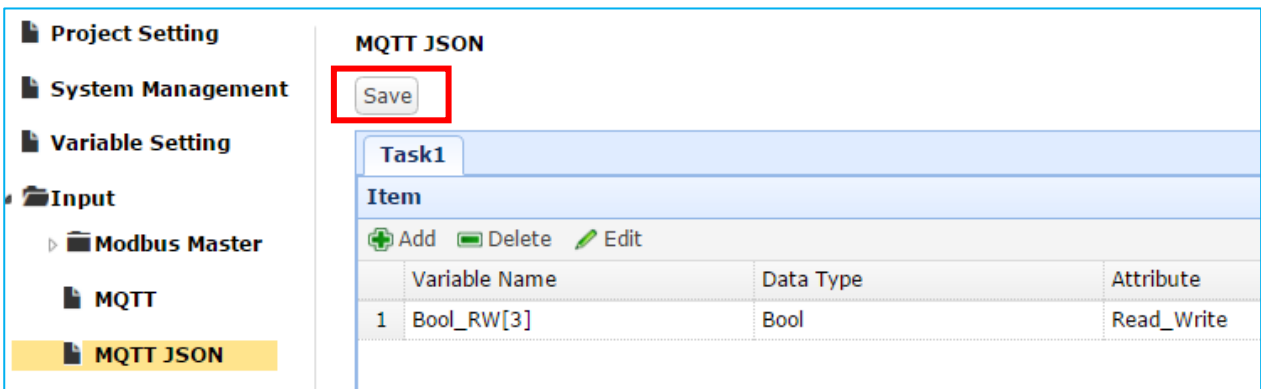 Project Setting
System Management
Variable Setting
Input
Modbus Master
MQTT
MQTT JSON
MQTT JSON
Save
Task1
Item
Add Delete Edit
Variable Name Data Type Attribute
1 Bool_RW[3] Bool Read_Write